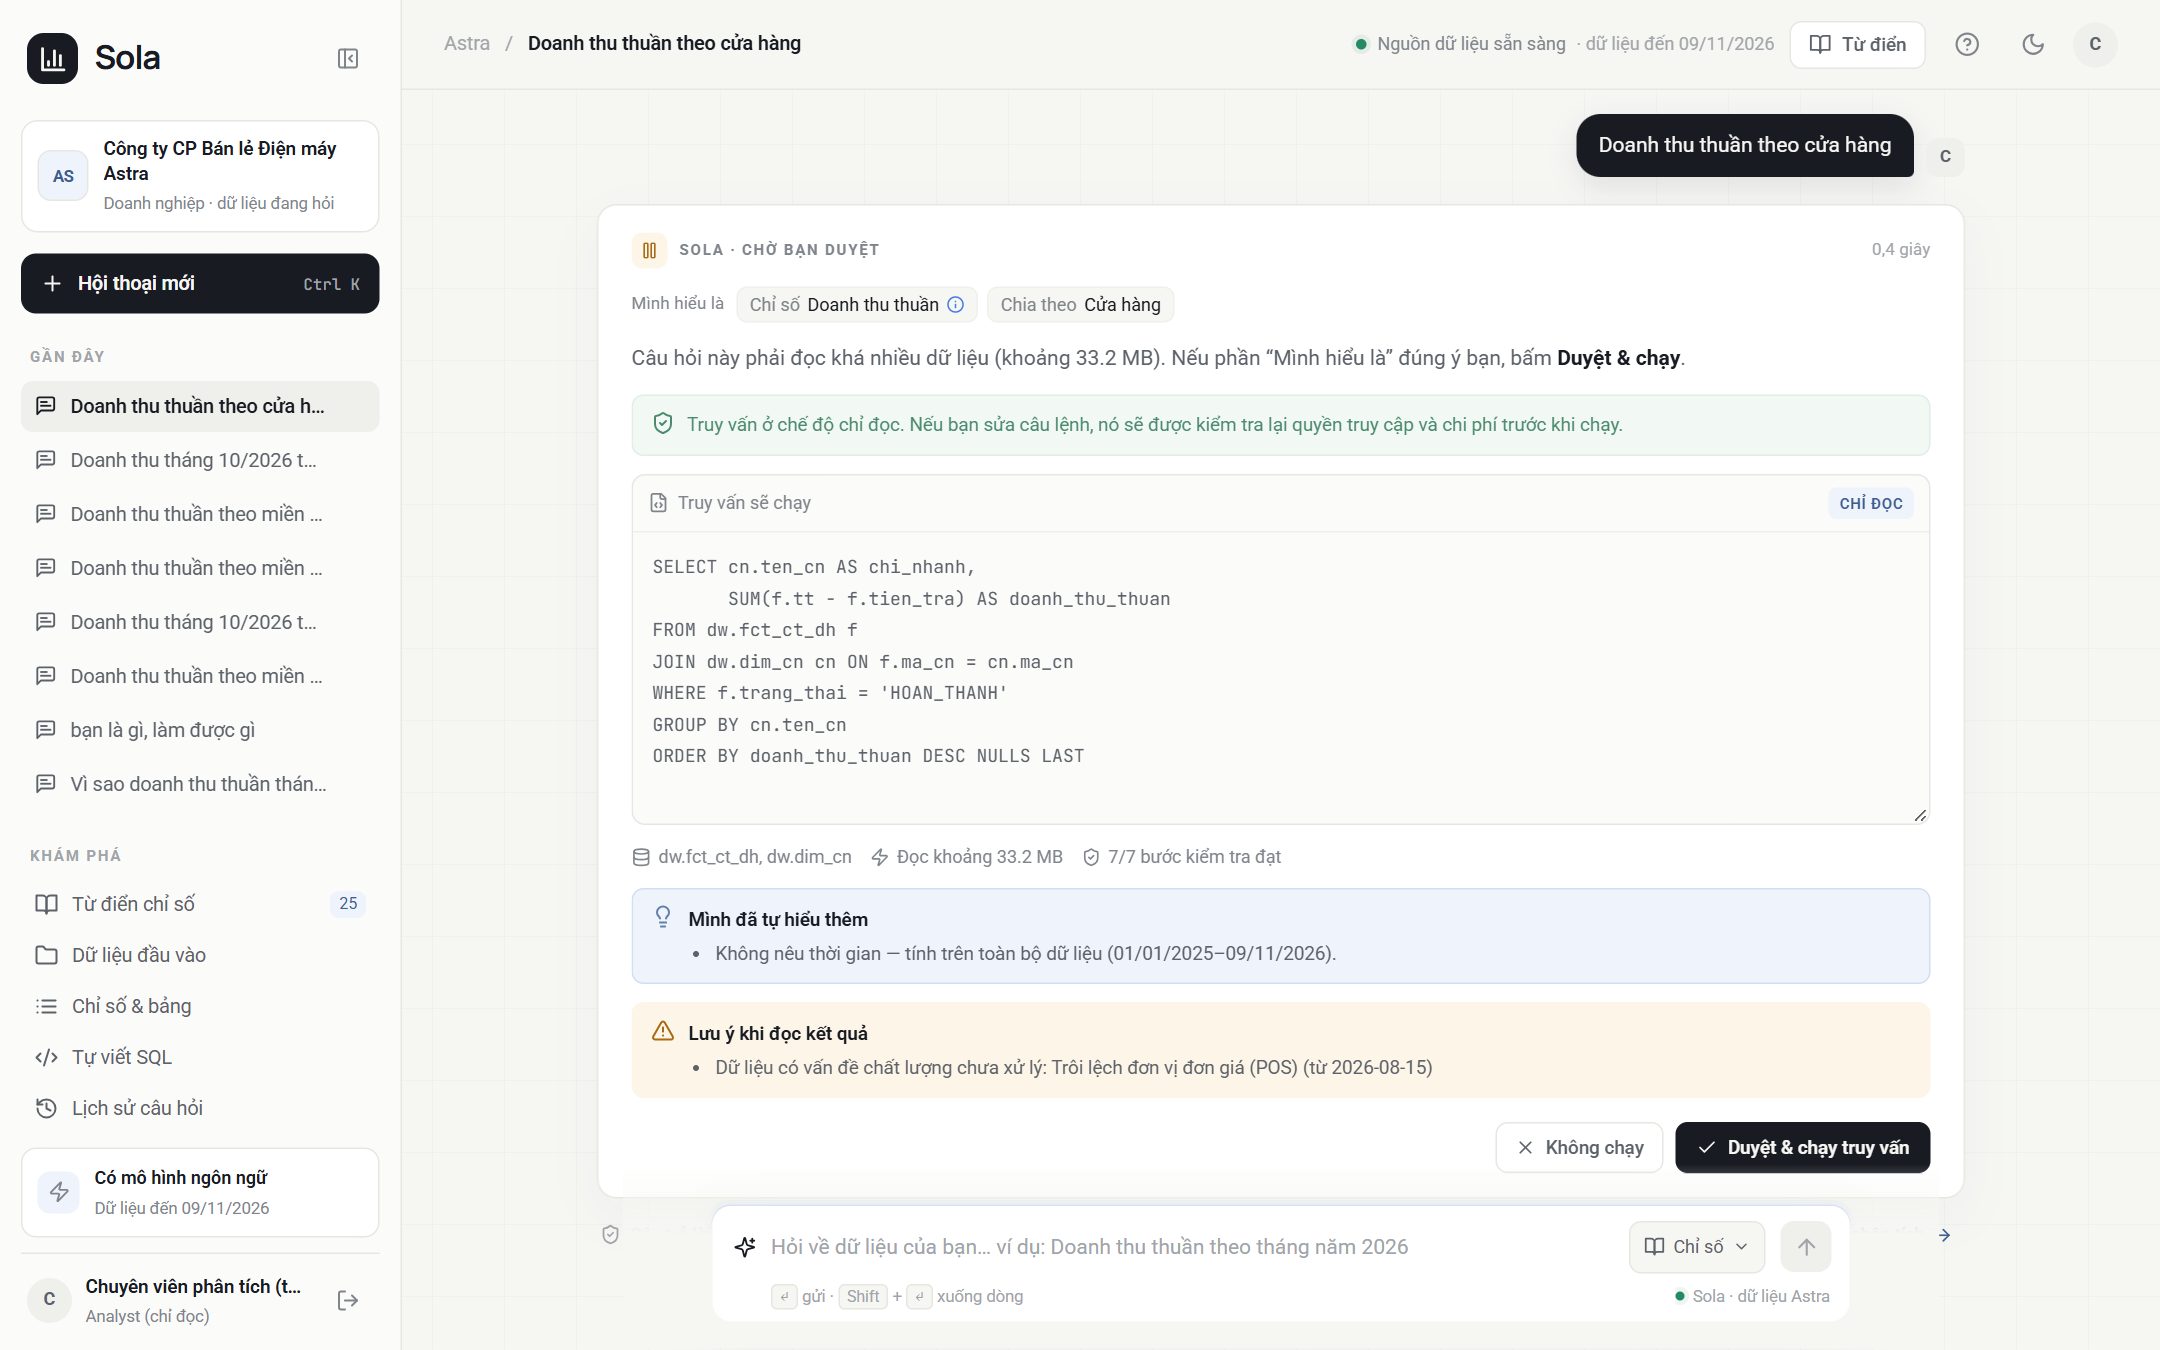 Sola
Công ty CP Bán lẻ Điện máy
Astra
AS
Doanh nghiệp · dữ liệu đang hỏi
Hội thoại mới
Ctrl K
GẦN ĐÂY
Doanh thu thuần theo cửa h...
Doanh thu tháng 10/2026 t...
Doanh thu thuần theo miền ...
Doanh thu thuần theo miền ...
Doanh thu tháng 10/2026 t...
Doanh thu thuần theo miền ...
bạn là gì, làm được gì
Vì sao doanh thu thuần thán...
KHÁM PHÁ
Từ điển chỉ số 25
Dữ liệu đầu vào
Chỉ số & bảng
Tự viết SQL
Lịch sử câu hỏi
Có mô hình ngôn ngữ
Dữ liệu đến 09/11/2026
C
Chuyên viên phân tích (t...
Analyst (chỉ đọc)
Astra / Doanh thu thuần theo cửa hàng
Nguồn dữ liệu sẵn sàng · dữ liệu đến 09/11/2026
Từ điển
C
Doanh thu thuần theo cửa hàng
C
SOLA · CHỜ BẠN DUYỆT
0,4 giây
Mình hiểu là Chỉ số Doanh thu thuần Chia theo Cửa hàng
Câu hỏi này phải đọc khá nhiều dữ liệu (khoảng 33.2 MB). Nếu phần “Mình hiểu là” đúng ý bạn, bấm Duyệt & chạy.
Truy vấn ở chế độ chỉ đọc. Nếu bạn sửa câu lệnh, nó sẽ được kiểm tra lại quyền truy cập và chi phí trước khi chạy.
Truy vấn sẽ chạy
CHỈ ĐỌC
SELECT cn.ten_cn AS chi_nhanh,
SUM(f.tt - f.tien_tra) AS doanh_thu_thuan
FROM dw.fct_ct_dh f
JOIN dw.dim_cn cn ON f.ma_cn = cn.ma_cn
WHERE f.trang_thai = 'HOAN_THANH'
GROUP BY cn.ten_cn
ORDER BY doanh_thu_thuan DESC NULLS LAST
dw.fct_ct_dh, dw.dim_cn Đọc khoảng 33.2 MB 7/7 bước kiểm tra đạt
Mình đã tự hiểu thêm
• Không nêu thời gian — tính trên toàn bộ dữ liệu (01/01/2025–09/11/2026).
Lưu ý khi đọc kết quả
• Dữ liệu có vấn đề chất lượng chưa xử lý: Trôi lệch đơn vị đơn giá (POS) (từ 2026-08-15)
Không chạy
Duyệt & chạy truy vấn
Hỏi về dữ liệu của bạn... ví dụ: Doanh thu thuần theo tháng năm 2026
Chỉ số
↵ gửi · Shift + ↵ xuống dòng
Sola · dữ liệu Astra